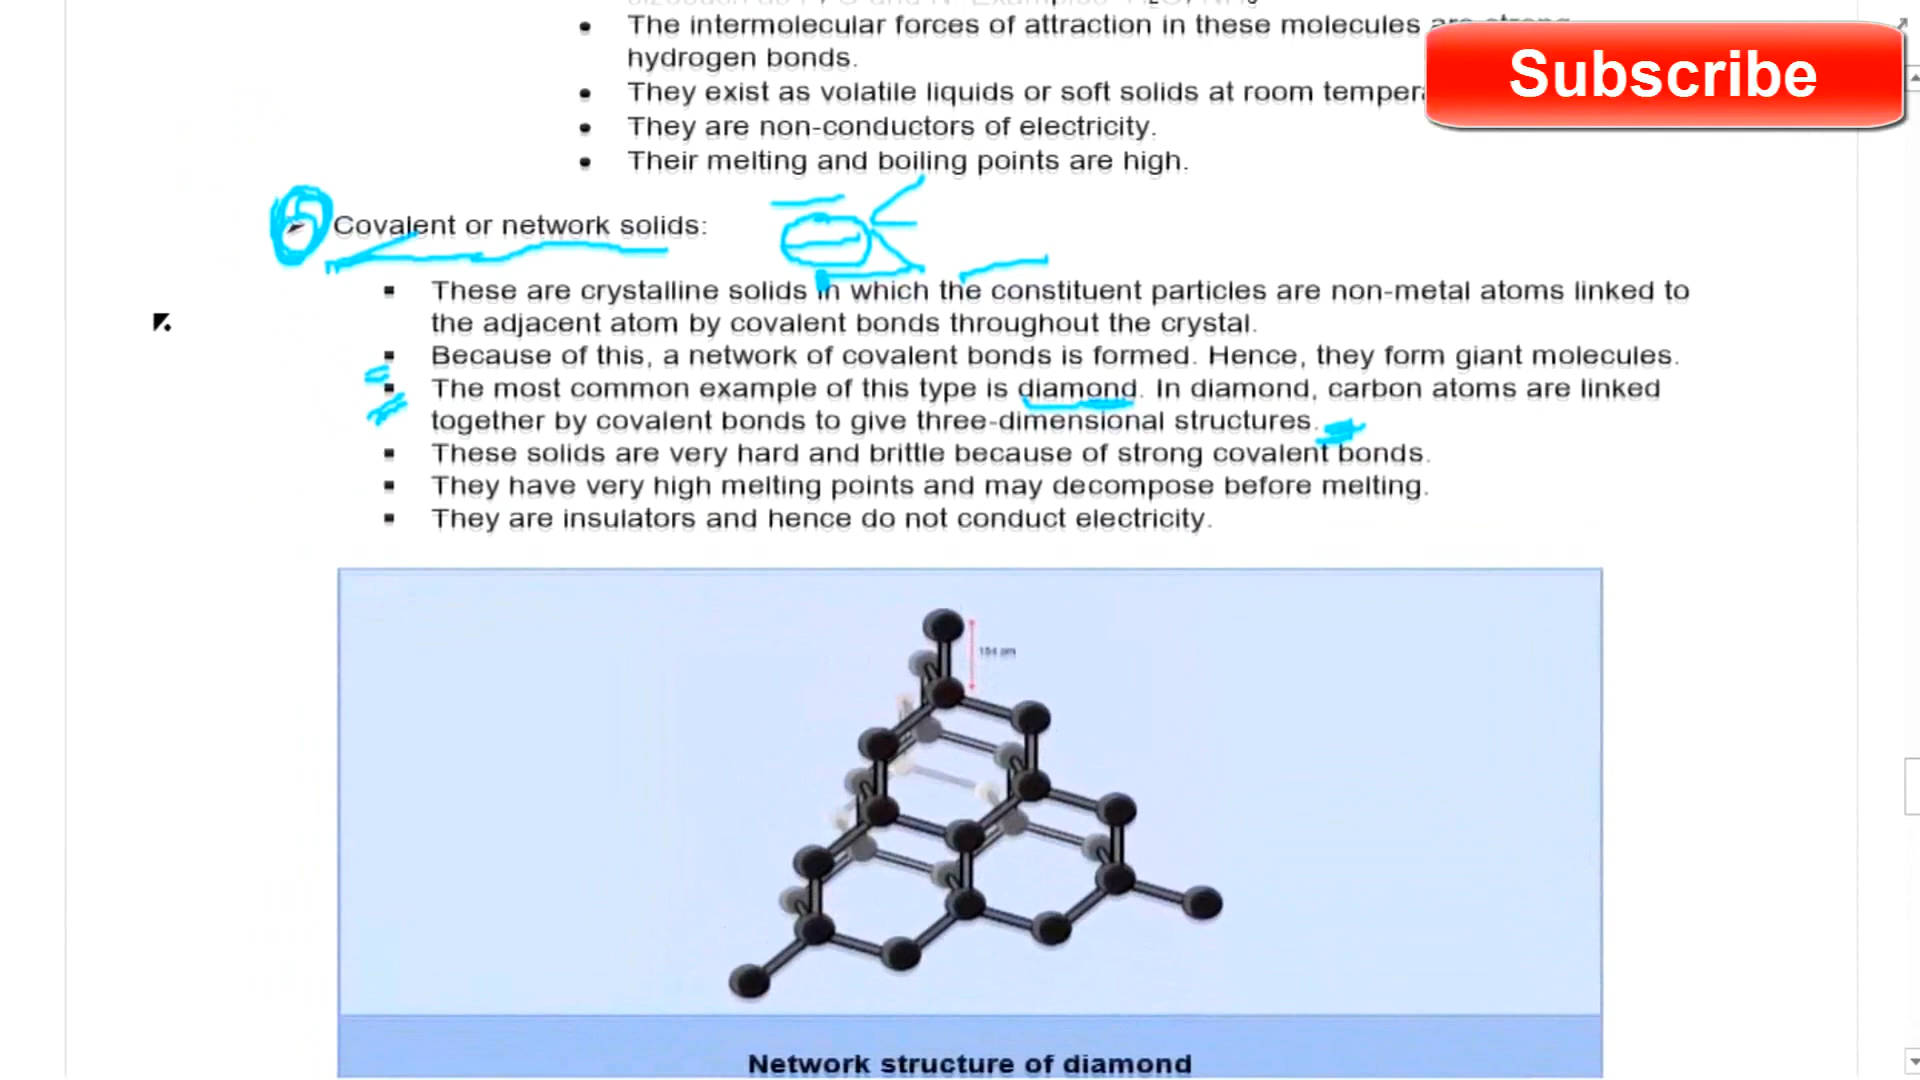 The intermolecular forces of attraction in these molecules are strong
hydrogen bonds.
Subscribe
They exist as volatile liquids or soft solids at room
They are non-conductors of electricity.
Their melting and boiling points are high.
Covalent or network solids:
These are crystalline solids in which the constituent particles are non-metal atoms linked to
the adjacent atom by covalent bonds throughout the crystal.
Because of this, a network of covalent bonds is formed. Hence, they form giant molecules.
The most common example of this type is diamond. In diamond, carbon atoms are linked
together by covalent bonds to give three-dimensional structures.
These solids are very hard and brittle because of strong covalent bonds.
They have very high melting points and may decompose before melting.
They are insulators and hence do not conduct electricity.
Network structure of diamond